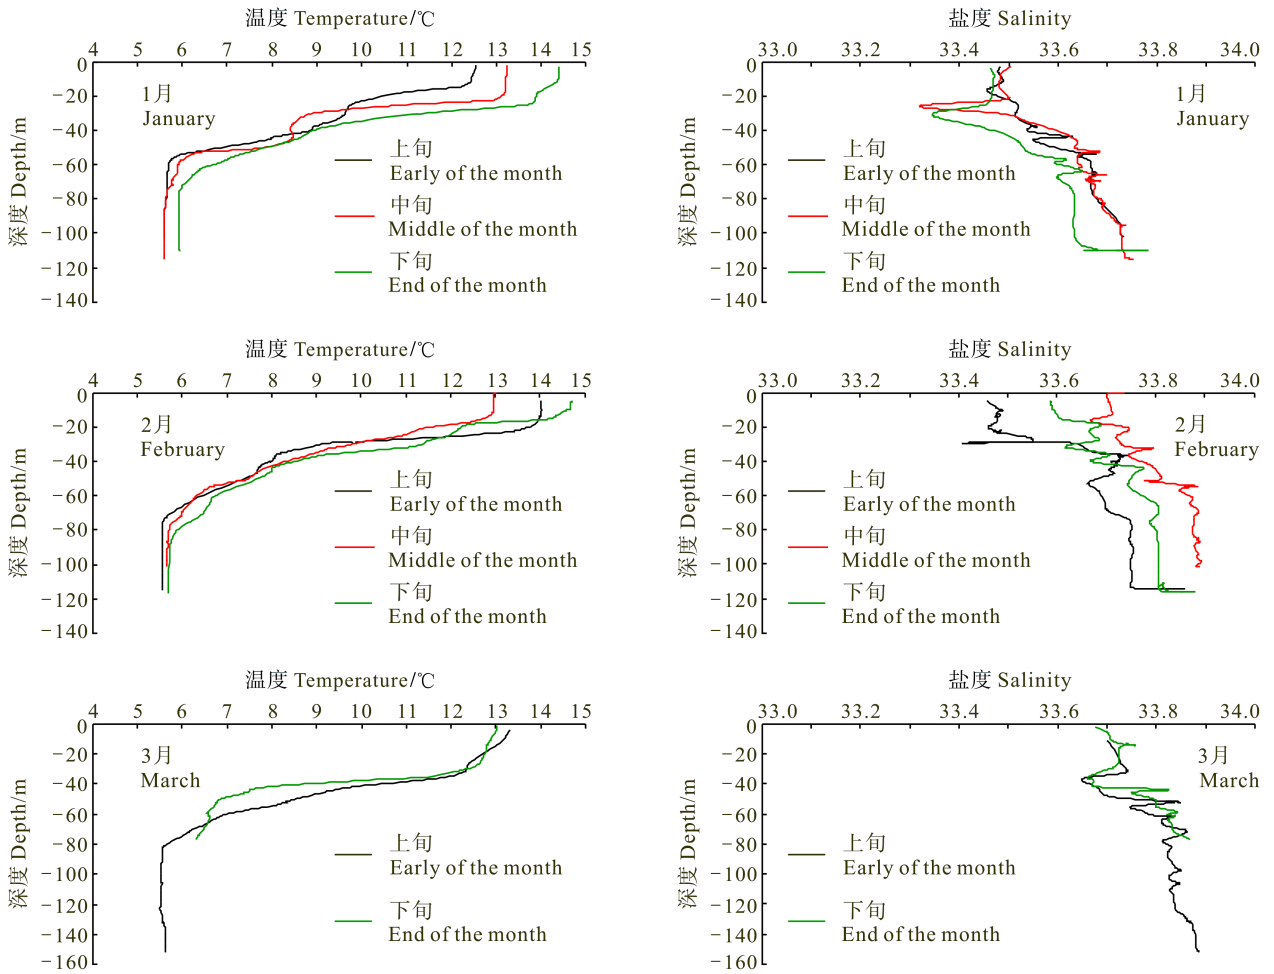 温度 Temperature/℃
4 5 6 7 8 9 10 11 12 13 14 15
0
−20
−40
−60
−80
−100
−120
−140
深度 Depth/m
1月
January
上旬
Early of the month
中旬
Middle of the month
下旬
End of the month
盐度 Salinity
33.0 33.4 33.6 33.8 34.0
0
−20
−40
−60
−80
−100
−120
−140
深度 Depth/m
1月
January
上旬
Early of the month
中旬
Middle of the month
下旬
End of the month
温度 Temperature/℃
4 5 6 7 8 9 10 11 12 13 14 15
0
−20
−40
−60
−80
−100
−120
−140
深度 Depth/m
2月
February
上旬
Early of the month
中旬
Middle of the month
下旬
End of the month
盐度 Salinity
33.0 33.4 33.6 33.8 34.0
0
−20
−40
−60
−80
−100
−120
−140
深度 Depth/m
2月
February
上旬
Early of the month
中旬
Middle of the month
下旬
End of the month
温度 Temperature/℃
4 5 6 7 8 9 10 11 12 13 14 15
0
−20
−40
−60
−80
−100
−120
−140
−160
深度 Depth/m
3月
March
上旬
Early of the month
下旬
End of the month
盐度 Salinity
33.0 33.4 33.6 33.8 34.0
0
−20
−40
−60
−80
−100
−120
−140
−160
深度 Depth/m
3月
March
上旬
Early of the month
下旬
End of the month